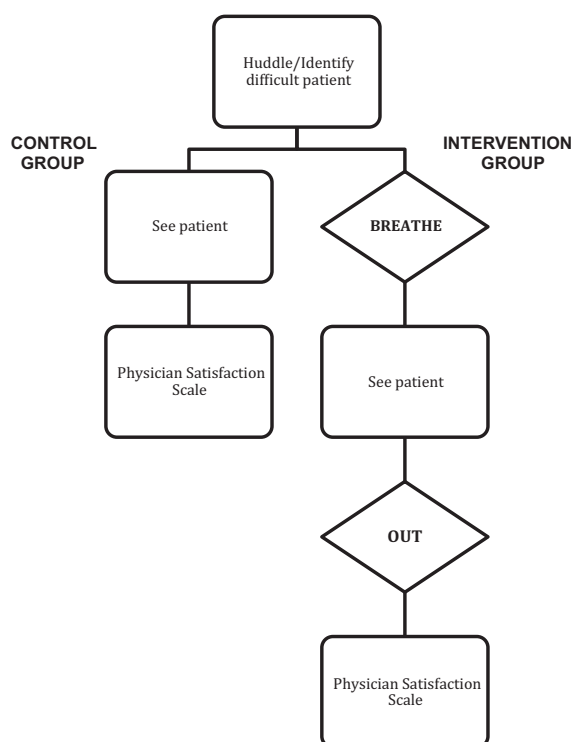 Huddle/Identify
difficult patient
CONTROL
GROUP
INTERVENTION
GROUP
See patient
BREATHE
Physician Satisfaction
Scale
See patient
OUT
Physician Satisfaction
Scale